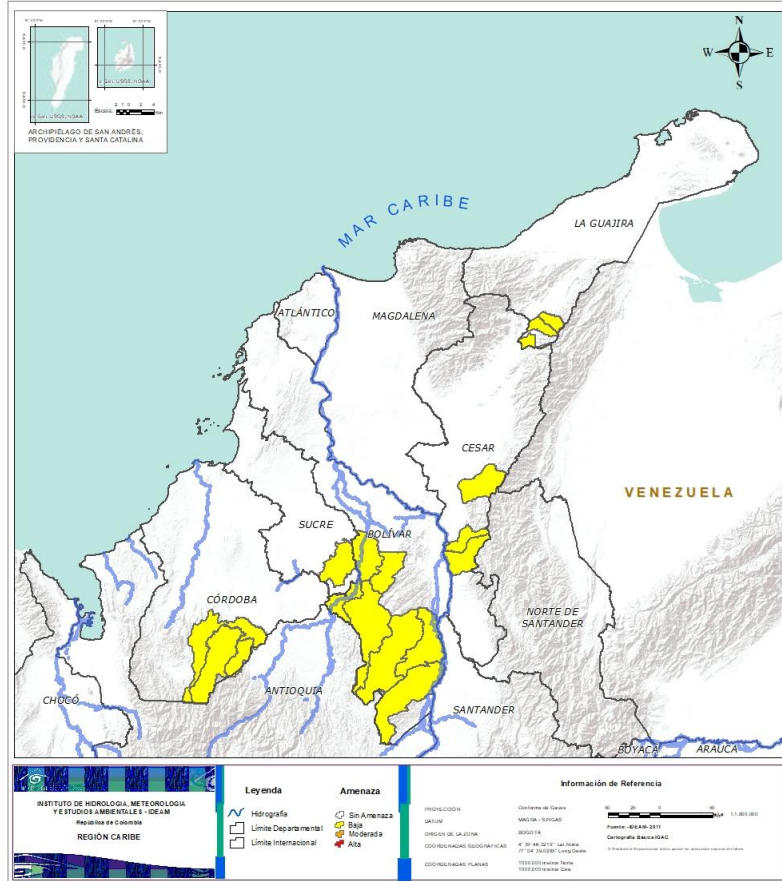 N
W E
S
ARCHIPIÉLAGO DE SAN ANDRÉS,
PROVIDENCIA Y SANTA CATALINA
MAR CARIBE
LA GUAJIRA
ATLÁNTICO
MAGDALENA
CESAR
VENEZUELA
SUCRE
BOLÍVAR
CÓRDOBA
NORTE DE
SANTANDER
ANTIOQUIA
CHOCÓ
SANTANDER
BOYACÁ
ARAUCA
INSTITUTO DE HIDROLOGIA, METEOROLOGIA
Y ESTUDIOS AMBIENTALES - IDEAM
República de Colombia
REGIÓN CARIBE
Leyenda
Hidrografía
Límite Departamental
Límite Internacional
Amenaza
Sin Amenaza
Baja
Moderada
Alta
Información de Referencia
PROYECCIÓN Conforme de Gauss
DATUM MAGNA - SIRGAS
ORIGEN DE LA ZONA BOGOTÁ
COORDENADAS GEOGRÁFICAS
COORDENADAS PLANAS
Fuente: -IDEAM- 2011
Cartografía Básica IGAC